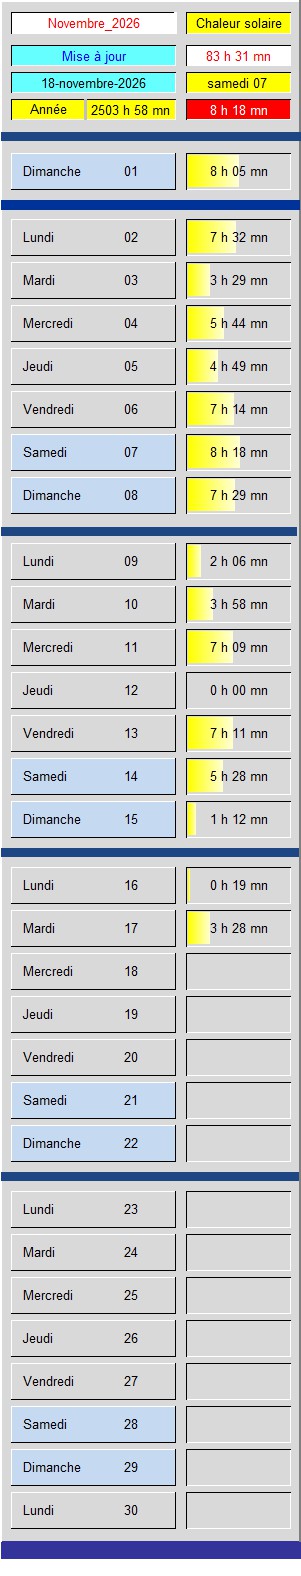 Novembre_2026 Chaleur solaire
Mise à jour 83 h 31 mn
18-novembre-2026 samedi 07
Année 2503 h 58 mn 8 h 18 mn
Dimanche 01 8 h 05 mn
Lundi 02 7 h 32 mn
Mardi 03 3 h 29 mn
Mercredi 04 5 h 44 mn
Jeudi 05 4 h 49 mn
Vendredi 06 7 h 14 mn
Samedi 07 8 h 18 mn
Dimanche 08 7 h 29 mn
Lundi 09 2 h 06 mn
Mardi 10 3 h 58 mn
Mercredi 11 7 h 09 mn
Jeudi 12 0 h 00 mn
Vendredi 13 7 h 11 mn
Samedi 14 5 h 28 mn
Dimanche 15 1 h 12 mn
Lundi 16 0 h 19 mn
Mardi 17 3 h 28 mn
Mercredi 18
Jeudi 19
Vendredi 20
Samedi 21
Dimanche 22
Lundi 23
Mardi 24
Mercredi 25
Jeudi 26
Vendredi 27
Samedi 28
Dimanche 29
Lundi 30